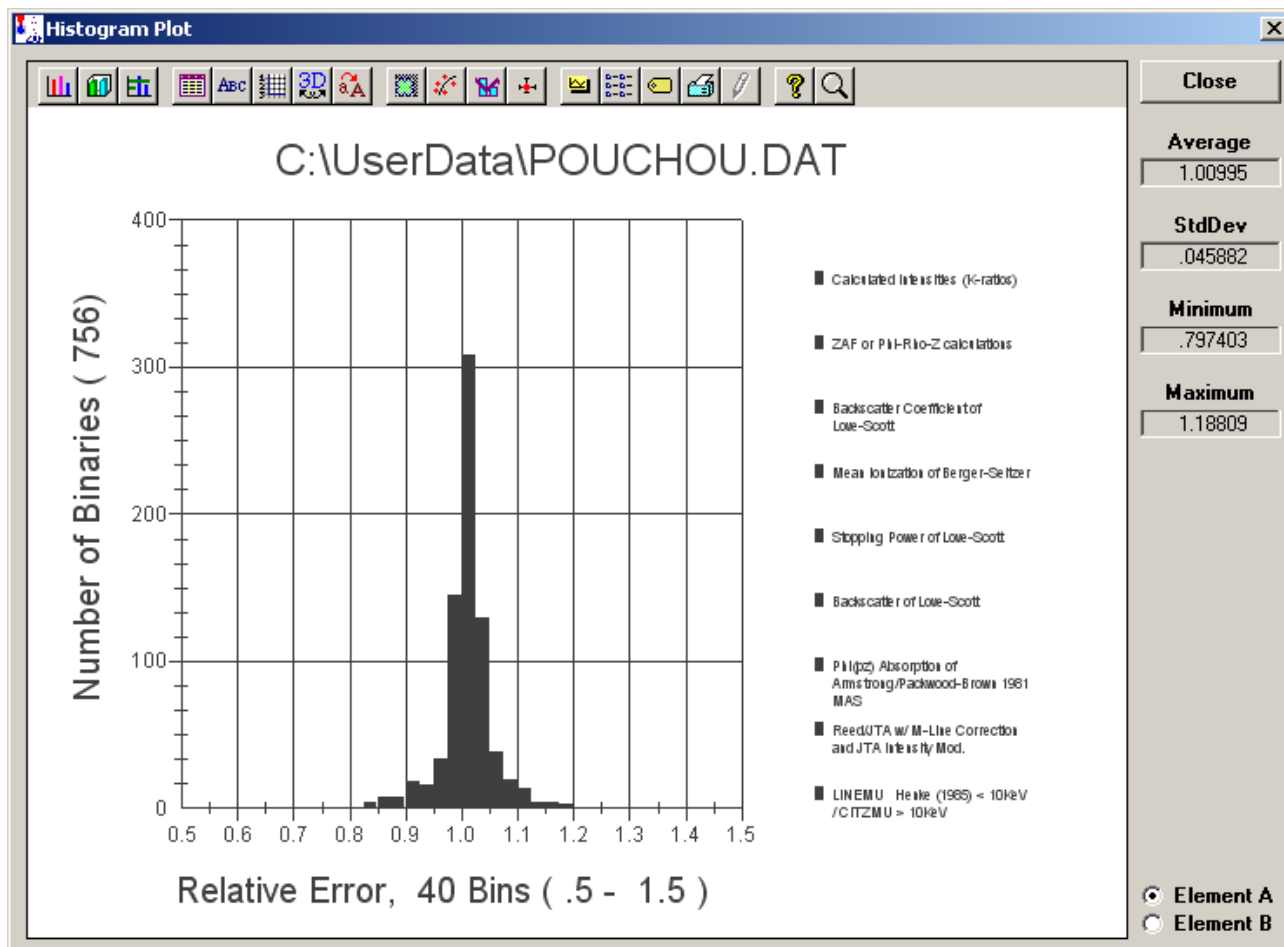 Histogram Plot
ABC
3D
aA
?
Close
C:\UserData\POUCHOU.DAT
Average
1.00995
StdDev
.045882
Minimum
.797403
Maximum
1.18809
Number of Binaries ( 756)
400
300
200
100
0
0.5 0.6 0.7 0.8 0.9 1.0 1.1 1.2 1.3 1.4 1.5
Relative Error, 40 Bins ( .5 - 1.5 )
Calculated Intensities (K-ratios)
ZAF or Phi-Rho-Z calculations
Backscatter Coefficient of
Love-Scott
Mean Ionization of Berger-Seltzer
Stopping Power of Love-Scott
Backscatter of Love-Scott
Phi(pz) Absorption of
Armstrong/Packwood-Brown 1981
MAS
Reed/JTA w/ M-Line Correction
and JTA Intensity Mod.
LINEMU Henke (1985) < 10KeV
/CITZMU > 10KeV
Element A
Element B